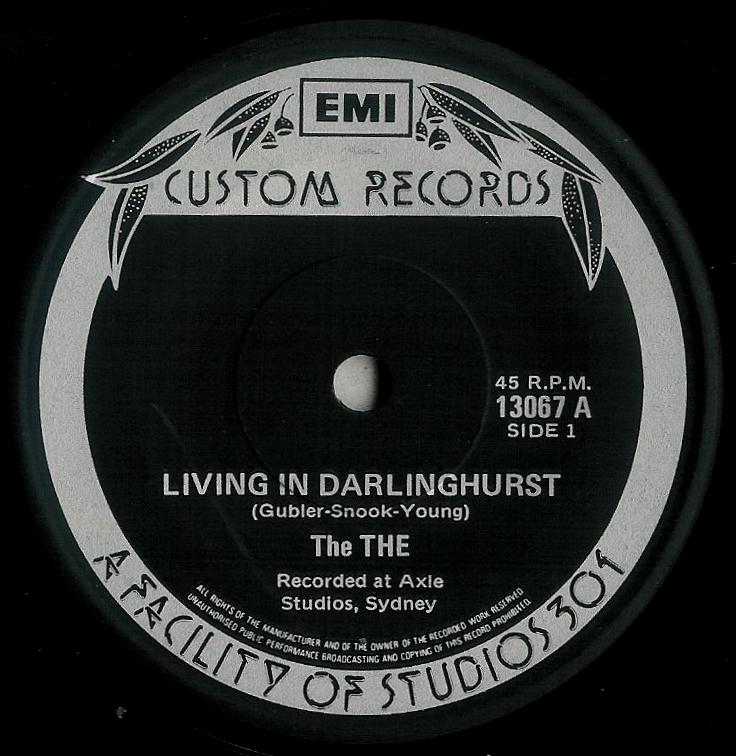 EMI
CUSTOM RECORDS
45 R.P.M.
13067 A
SIDE 1
LIVING IN DARLINGHURST
(Gubler-Snook-Young)
The THE
Recorded at Axle
Studios, Sydney
ALL RIGHTS OF THE MANUFACTURER AND OF THE OWNER OF THE RECORDED WORK RESERVED
UNAUTHORISED PUBLIC PERFORMANCE BROADCASTING AND COPYING OF THIS RECORD PROHIBITED.
A FACILITY OF STUDIOS 301